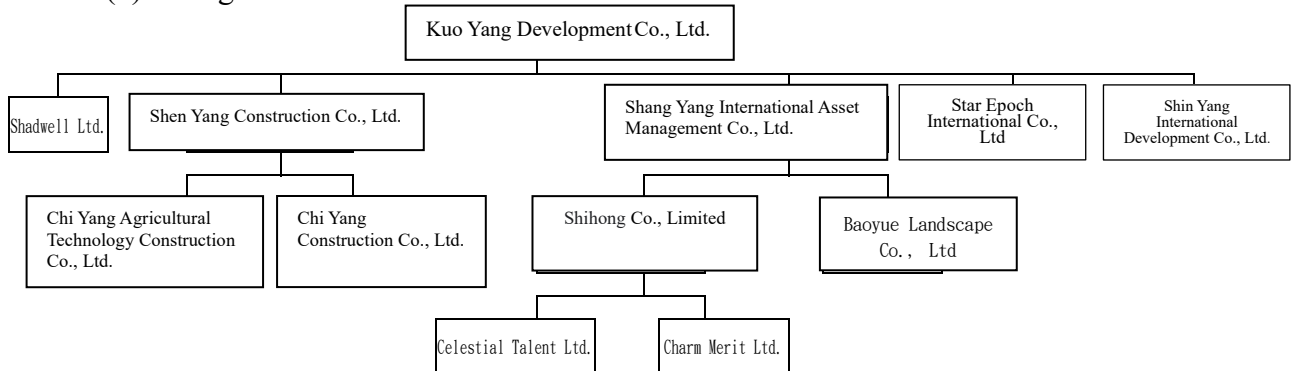 Kuo Yang Development Co., Ltd.
Shadwell Ltd.
Shen Yang Construction Co., Ltd.
Shang Yang International Asset
Management Co., Ltd.
Star Epoch
International Co.,
Ltd
Shin Yang
International
Development Co., Ltd.
Chi Yang Agricultural
Technology Construction
Co., Ltd.
Chi Yang
Construction Co., Ltd.
Shihong Co., Limited
Baoyue Landscape
Co., Ltd
Celestial Talent Ltd.
Charm Merit Ltd.